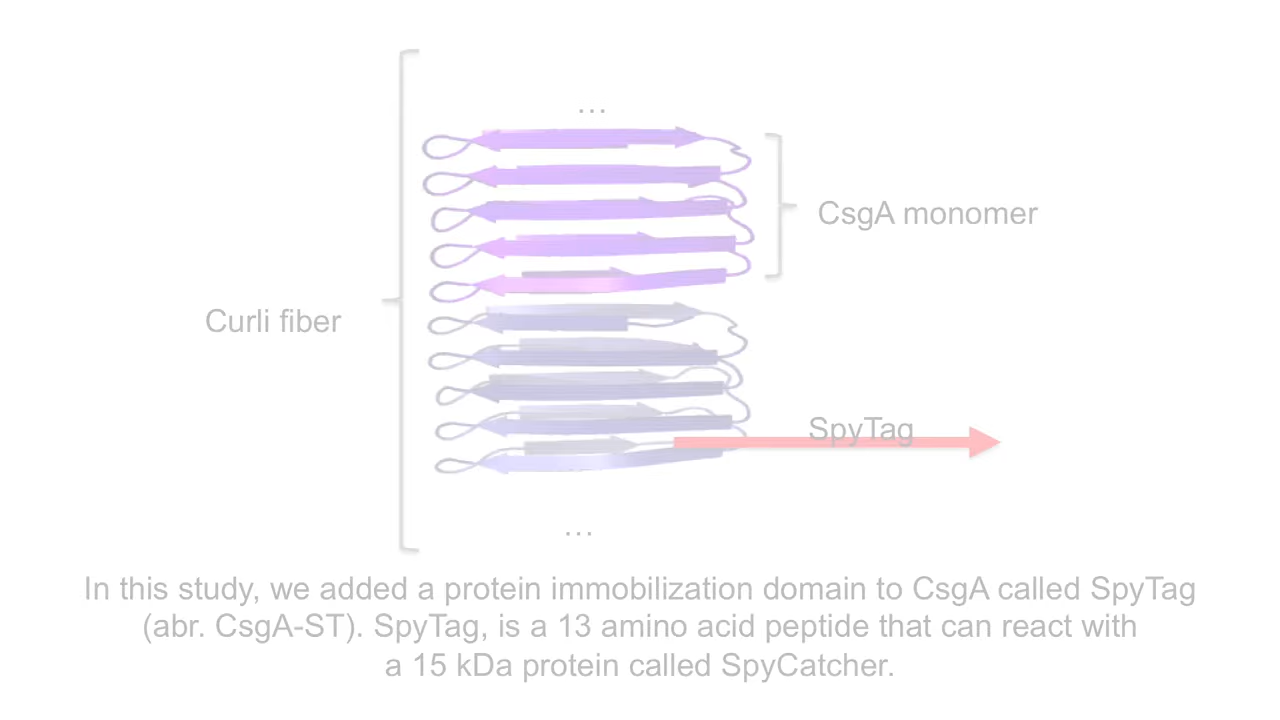 …
CsgA monomer
Curli fiber
SpyTag
…
In this study, we added a protein immobilization domain to CsgA called SpyTag
(abr. CsgA-ST). SpyTag, is a 13 amino acid peptide that can react with
a 15 kDa protein called SpyCatcher.